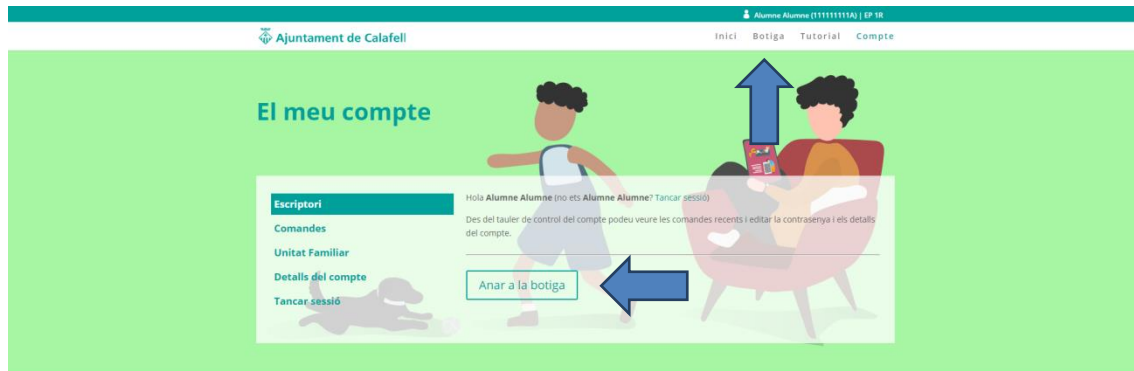 Alumne Alumne (111111111A) | EP 1R
Ajuntament de Calafell
Inici Botiga Tutorial Compte
El meu compte
Escriptori
Comandes
Unitat Familiar
Detalls del compte
Tancar sessió
Hola Alumne Alumne (no ets Alumne Alumne? Tancar sessió)
Des del tauler de control del compte podeu veure les comandes recents i editar la contrasenya i els detalls
del compte.
Anar a la botiga